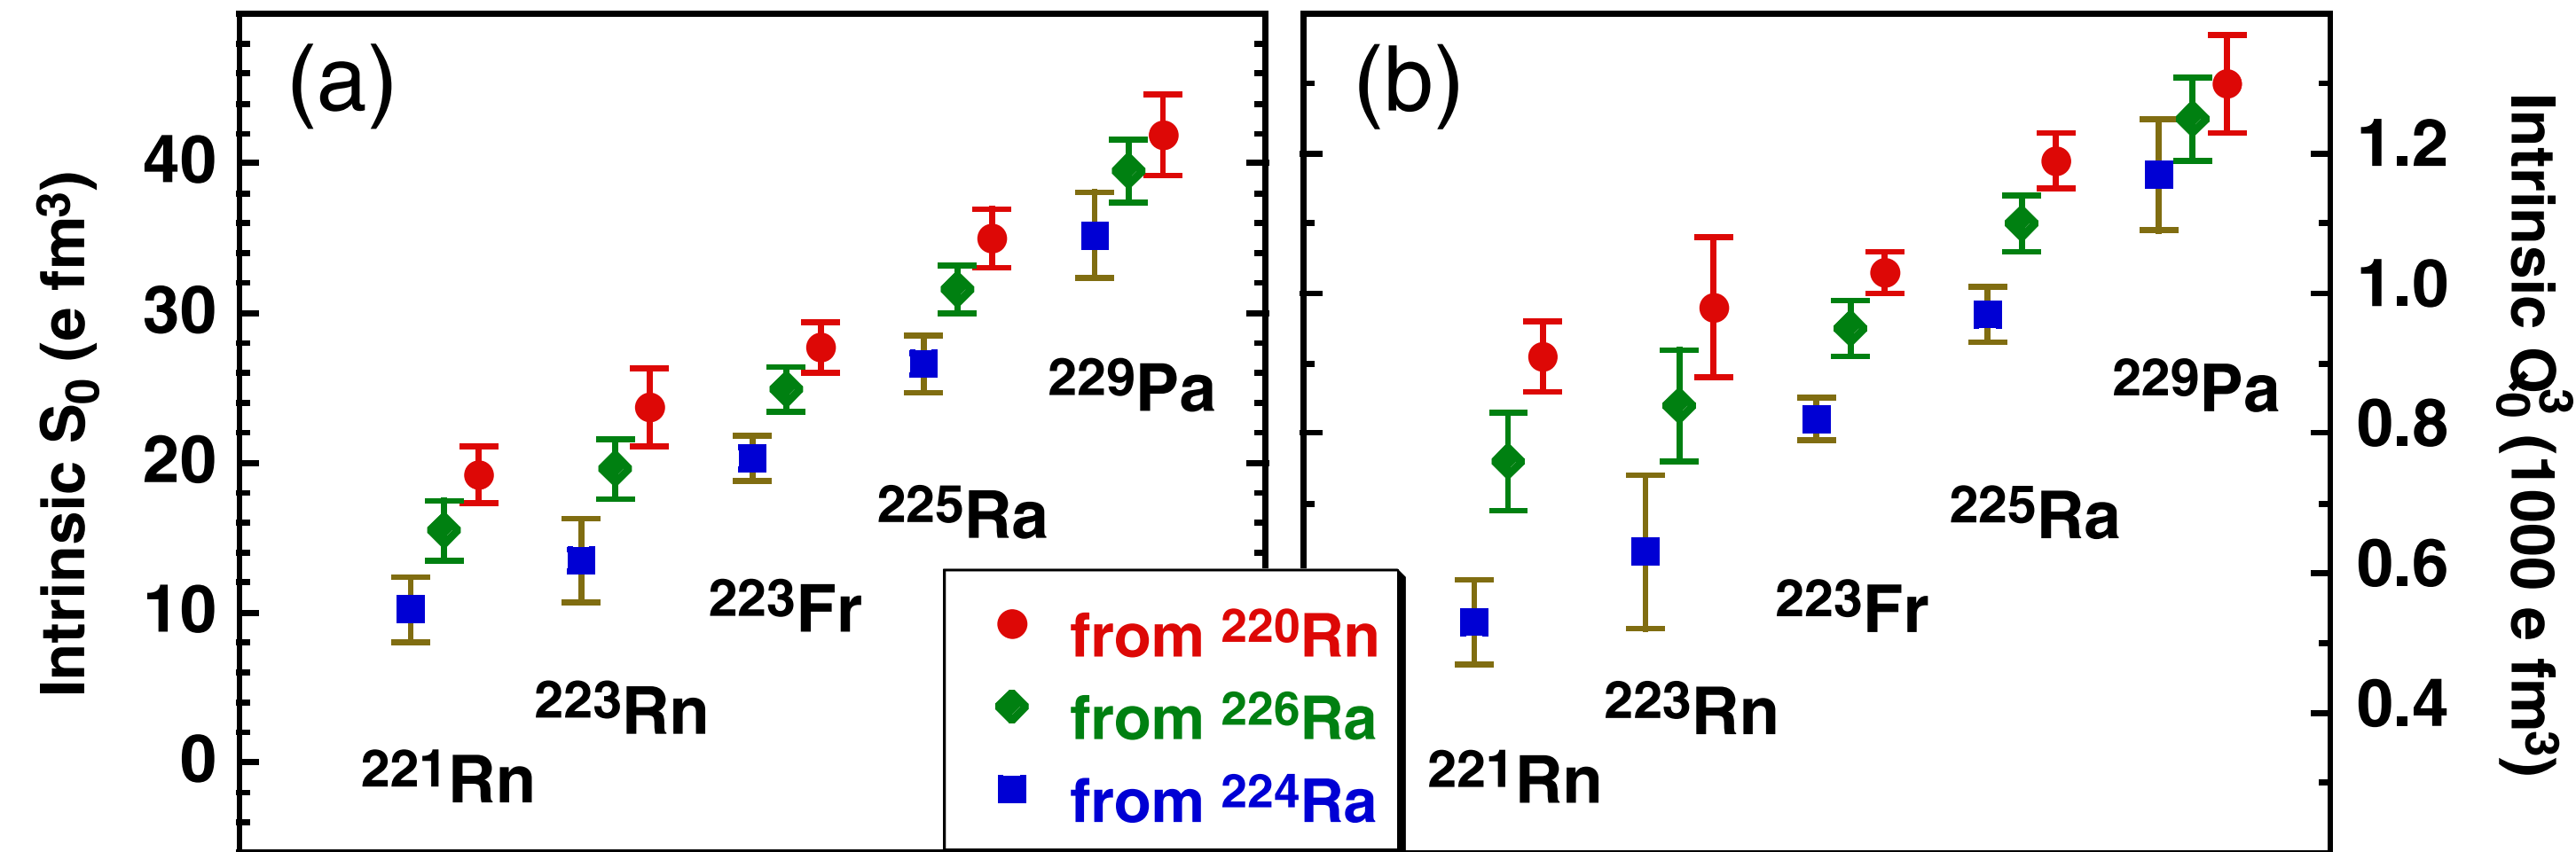 (a)
(b)
Intrinsic S₀ (e fm³)
40
30
20
10
0
²²¹Rn
²²³Rn
²²³Fr
²²⁵Ra
²²⁹Pa
from ²²⁰Rn
from ²²⁶Ra
from ²²⁴Ra
²²¹Rn
²²³Rn
²²³Fr
²²⁵Ra
²²⁹Pa
1.2
1.0
0.8
0.6
0.4
Intrinsic Q₀³ (1000 e fm³)